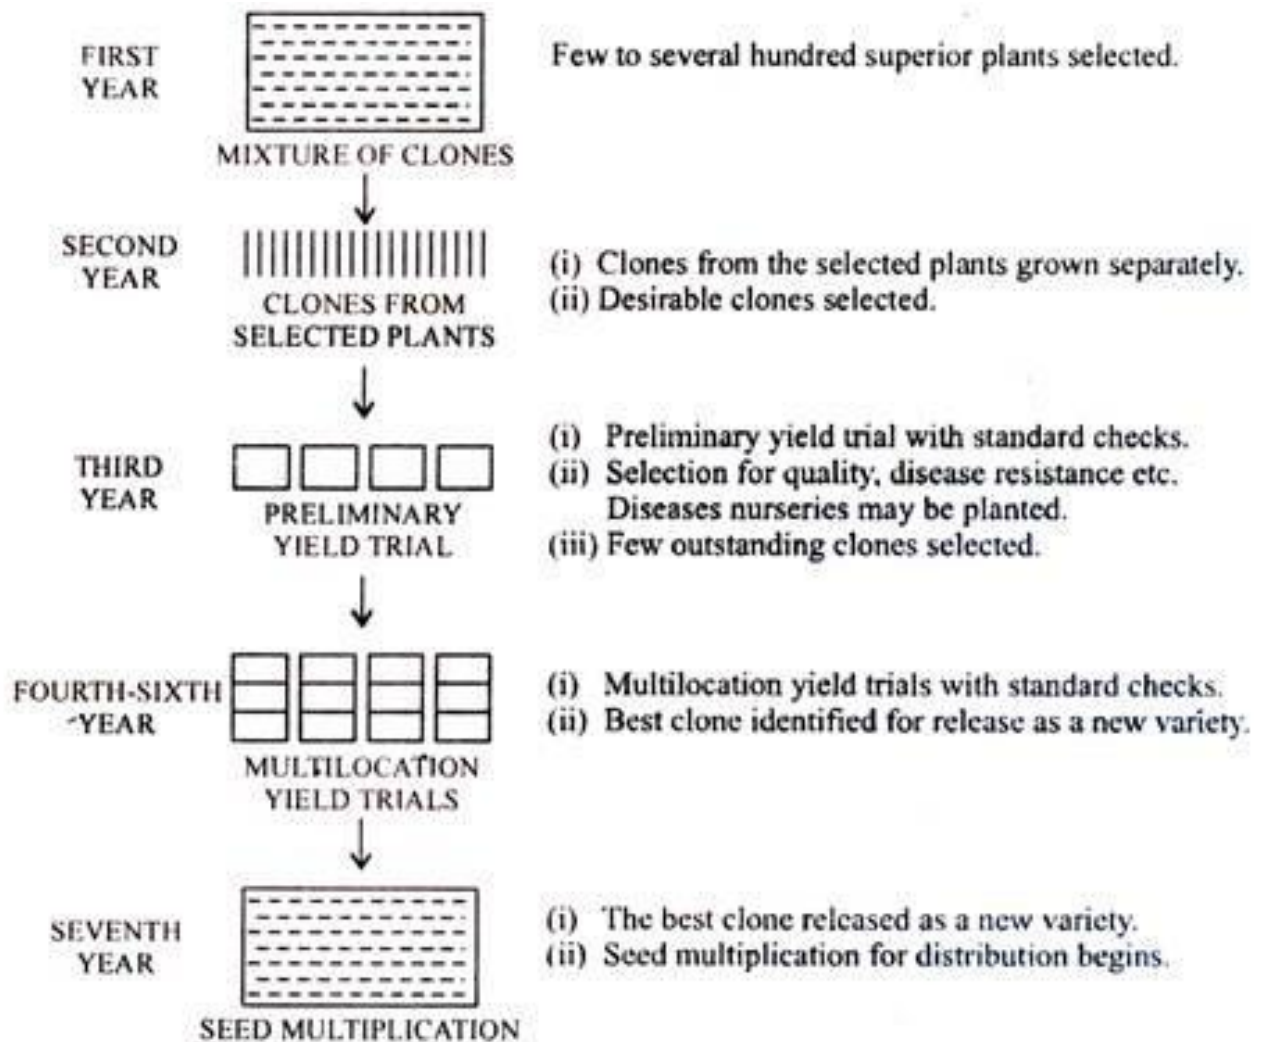 FIRST
YEAR
Few to several hundred superior plants selected.
MIXTURE OF CLONES
SECOND
YEAR
(i) Clones from the selected plants grown separately.
(ii) Desirable clones selected.
CLONES FROM
SELECTED PLANTS
THIRD
YEAR
(i) Preliminary yield trial with standard checks.
(ii) Selection for quality, disease resistance etc.
Diseases nurseries may be planted.
(iii) Few outstanding clones selected.
PRELIMINARY
YIELD TRIAL
FOURTH-SIXTH
YEAR
(i) Multilocation yield trials with standard checks.
(ii) Best clone identified for release as a new variety.
MULTILOCATION
YIELD TRIALS
SEVENTH
YEAR
(i) The best clone released as a new variety.
(ii) Seed multiplication for distribution begins.
SEED MULTIPLICATION